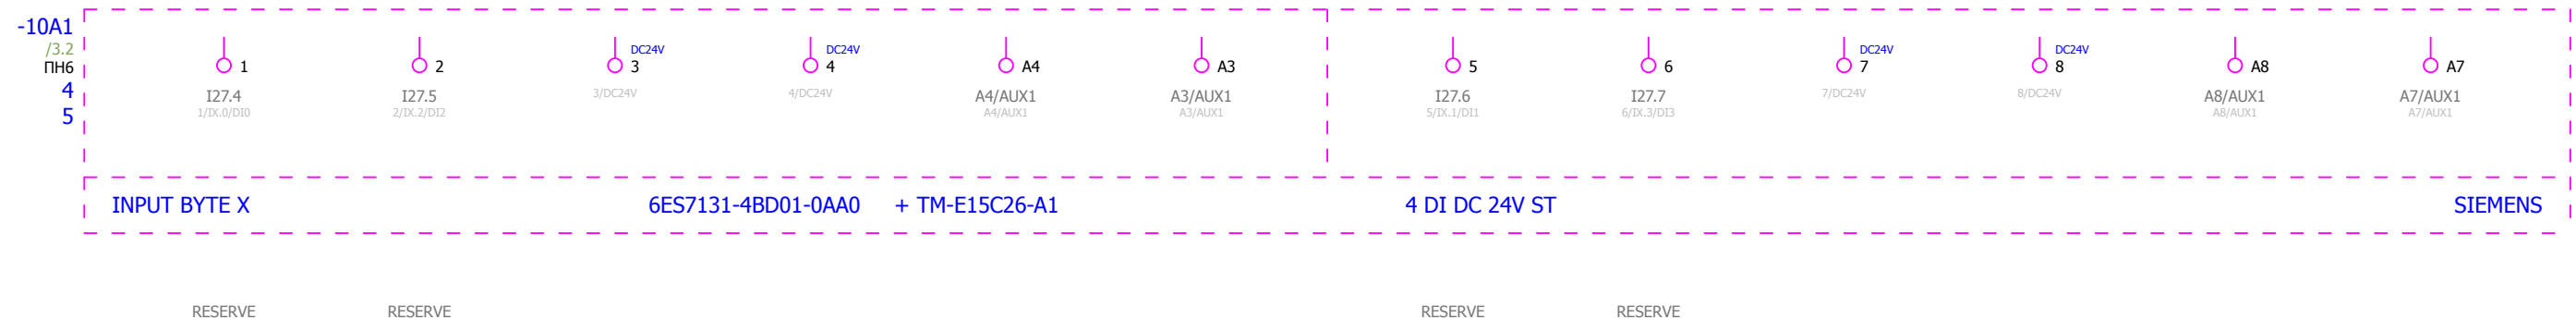 -10A1
/3.2
ПН6
4
5
1 2 DC24V 3 DC24V 4 A4 A3 5 6 DC24V 7 DC24V 8 A8 A7
I27.4 I27.5 3/DC24V 4/DC24V A4/AUX1 A3/AUX1 I27.6 I27.7 7/DC24V 8/DC24V A8/AUX1 A7/AUX1
1/IX.0/DI0 2/IX.2/DI2 A4/AUX1 A3/AUX1 5/IX.1/DI1 6/IX.3/DI3 A8/AUX1 A7/AUX1
INPUT BYTE X 6ES7131-4BD01-0AA0 + TM-E15C26-A1 4 DI DC 24V ST SIEMENS
RESERVE RESERVE RESERVE RESERVE